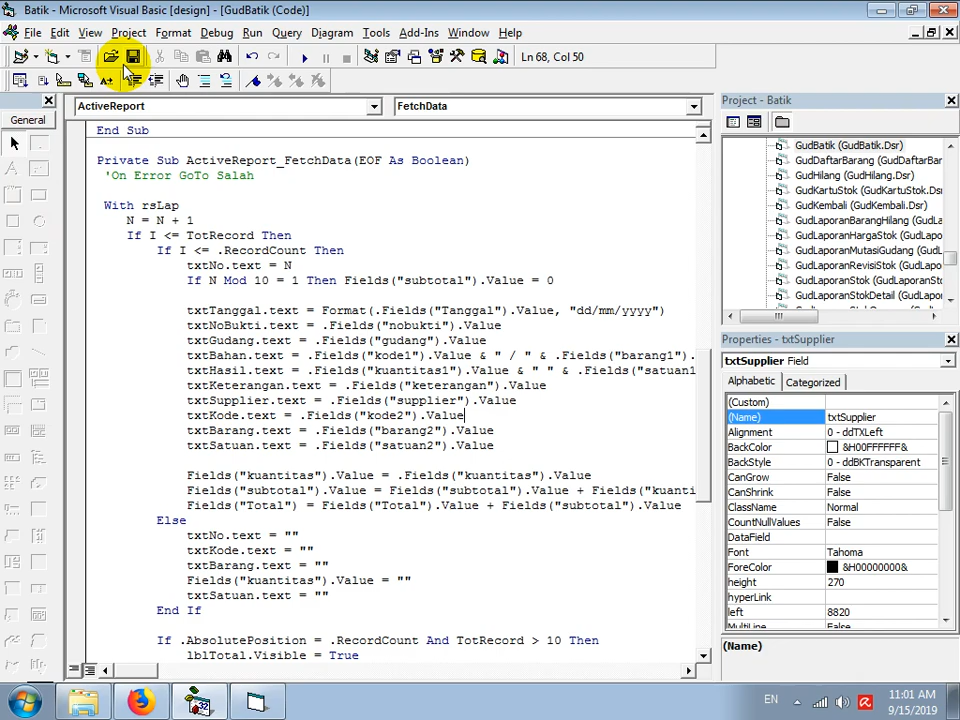 Batik - Microsoft Visual Basic [design] - [GudBatik (Code)]
File Edit View Project Format Debug Run Query Diagram Tools Add-Ins Window Help
Ln 68, Col 50
General
ActiveReport
FetchData
End Sub
Private Sub ActiveReport_FetchData(EOF As Boolean)
'On Error GoTo Salah
With rsLap
N = N + 1
If I <= TotRecord Then
If I <= .RecordCount Then
txtNo.text = N
If N Mod 10 = 1 Then Fields("subtotal").Value = 0
txtTanggal.text = Format(.Fields("Tanggal").Value, "dd/mm/yyyy")
txtNoBukti.text = .Fields("nobukti").Value
txtGudang.text = .Fields("gudang").Value
txtBahan.text = .Fields("kode1").Value & " / " & .Fields("barang1").
txtHasil.text = .Fields("kuantitas1").Value & " " & .Fields("satuan1
txtKeterangan.text = .Fields("keterangan").Value
txtSupplier.text = .Fields("supplier").Value
txtKode.text = .Fields("kode2").Value
txtBarang.text = .Fields("barang2").Value
txtSatuan.text = .Fields("satuan2").Value
Fields("kuantitas").Value = .Fields("kuantitas").Value
Fields("subtotal").Value = Fields("subtotal").Value + Fields("kuanti
Fields("Total") = Fields("Total").Value + Fields("subtotal").Value
Else
txtNo.text = ""
txtKode.text = ""
txtBarang.text = ""
Fields("kuantitas").Value = ""
txtSatuan.text = ""
End If
If .AbsolutePosition = .RecordCount And TotRecord > 10 Then
lblTotal.Visible = True
Project - Batik
GudBatik (GudBatik.Dsr)
GudDaftarBarang (GudDaftarBar
GudHilang (GudHilang.Dsr)
GudKartuStok (GudKartuStok.Dsr
GudKembali (GudKembali.Dsr)
GudLaporanBarangHilang (GudL
GudLaporanHargaStok (GudLapo
GudLaporanMutasiGudang (GudL
GudLaporanRevisiStok (GudLapor
GudLaporanStok (GudLaporanSto
GudLaporanStokDetail (GudLapor
Properties - txtSupplier
txtSupplier Field
Alphabetic Categorized
(Custom)
(Name) txtSupplier
Alignment 0 - ddTXLeft
BackColor &H00FFFFFF&
BackStyle 0 - ddBKTransparent
CanGrow False
CanShrink False
ClassName Normal
CountNullValues False
DataField
Font Tahoma
ForeColor &H00000000&
height 270
hyperLink
left 8820
MultiLine False
(Name)
EN
11:01 AM
9/15/2019